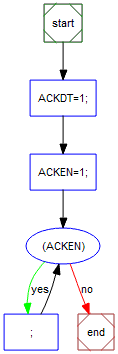 start
ACKDT=1;
ACKEN=1;
(ACKEN)
yes
no
;
end